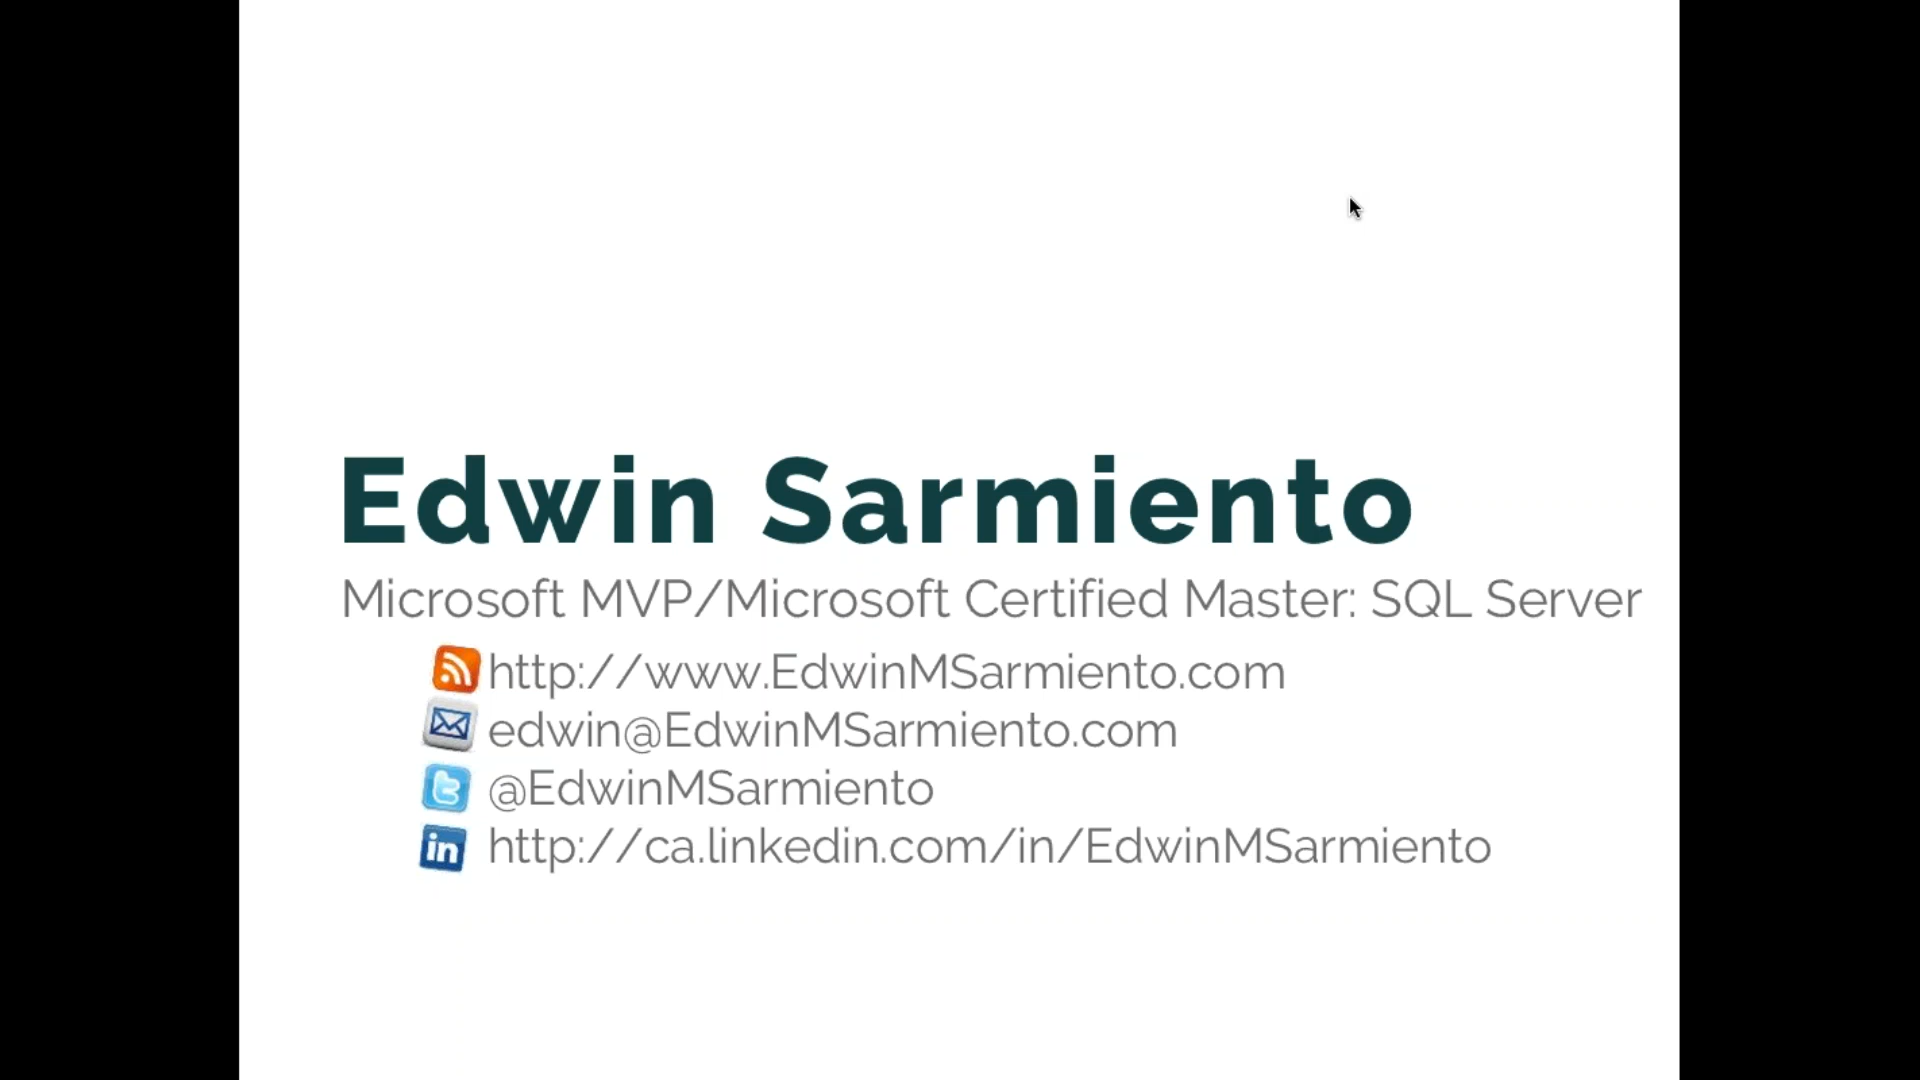 Edwin Sarmiento
Microsoft MVP/Microsoft Certified Master: SQL Server
http://www.EdwinMSarmiento.com
edwin@EdwinMSarmiento.com
@EdwinMSarmiento
in http://ca.linkedin.com/in/EdwinMSarmiento